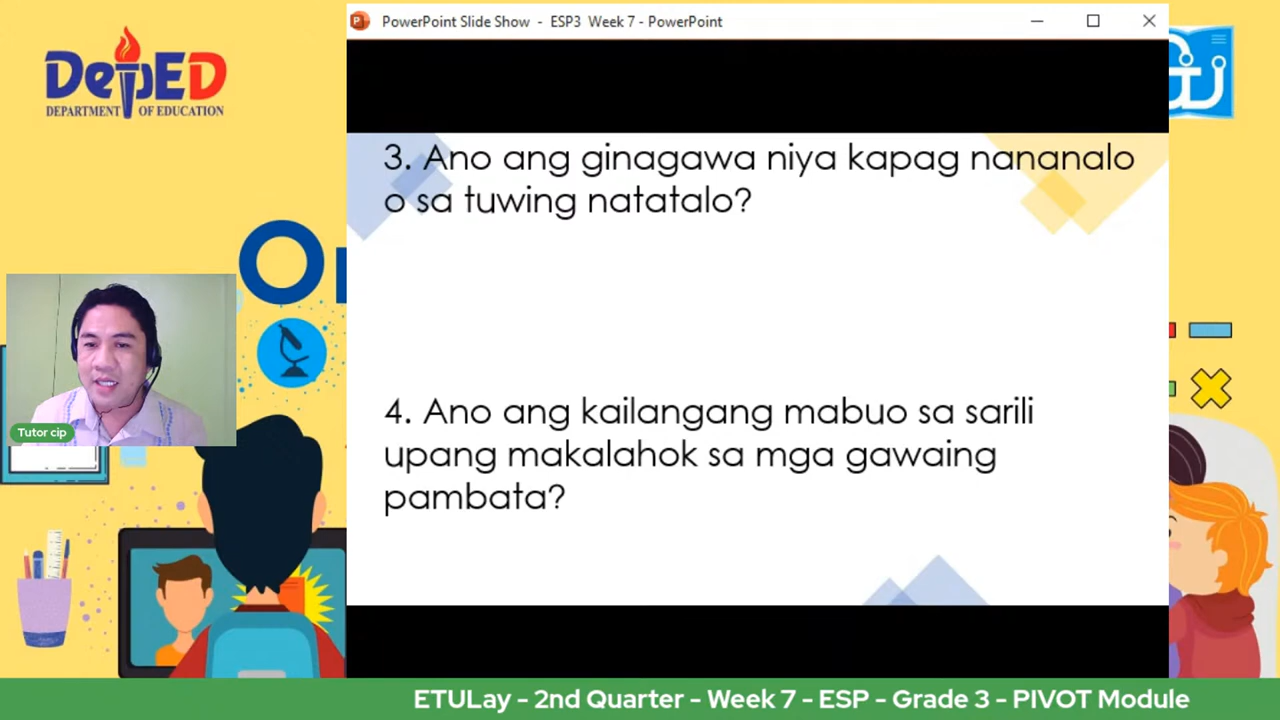 PowerPoint Slide Show - ESP3 Week 7 - PowerPoint
DepED
DEPARTMENT OF EDUCATION
3. Ano ang ginagawa niya kapag nananalo
o sa tuwing natatalo?
4. Ano ang kailangang mabuo sa sarili
upang makalahok sa mga gawaing
pambata?
Tutor cip
ETULay - 2nd Quarter - Week 7 - ESP - Grade 3 - PIVOT Module